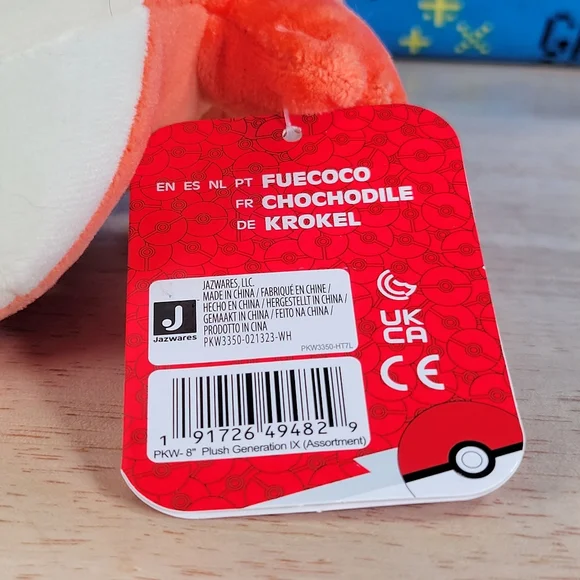 G
EN ES NL PT FUECOCO
FR CHOCHODILE
DE KROKEL
JAZWARES, LLC.
MADE IN CHINA / FABRIQUÉ EN CHINE /
HECHO EN CHINA / HERGESTELLT IN CHINA /
GEMAAKT IN CHINA / FEITO NA CHINA /
PRODOTTO IN CINA
PKW3350-021323-WH
Jazwares
PKW3350-HT7L
UK
CA
CE
1 91726 49482 9
PKW- 8" Plush Generation IX (Assortment)